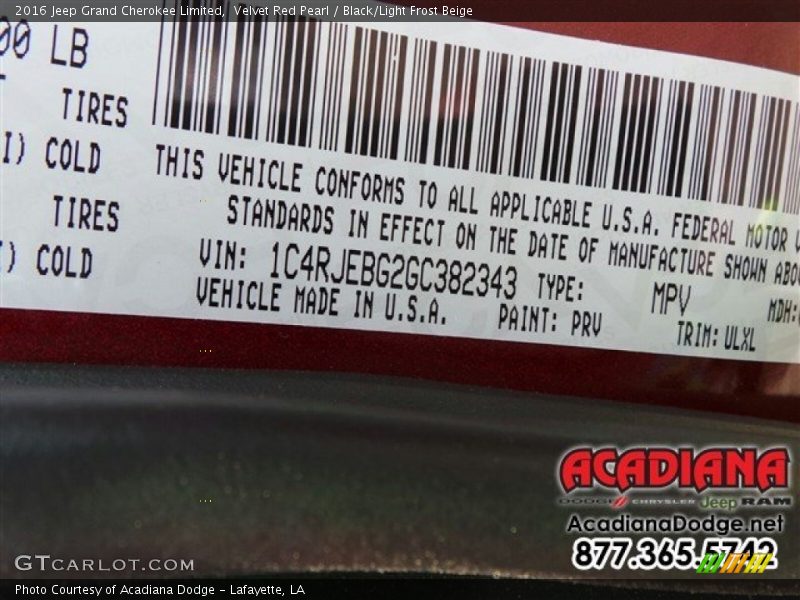 2016 Jeep Grand Cherokee Limited, Velvet Red Pearl / Black/Light Frost Beige
00 LB
TIRES
COLD
TIRES
COLD
THIS VEHICLE CONFORMS TO ALL APPLICABLE U.S.A. FEDERAL MOTOR
STANDARDS IN EFFECT ON THE DATE OF MANUFACTURE SHOWN ABO
VIN: 1C4RJEBG2GC382343 TYPE: MPV MDH:
VEHICLE MADE IN U.S.A. PAINT: PRV TRIM: ULXL
ACADIANA
DODGE CHRYSLER Jeep RAM
AcadianaDodge.net
877.365.5742
GTCARLOT.COM
Photo Courtesy of Acadiana Dodge - Lafayette, LA